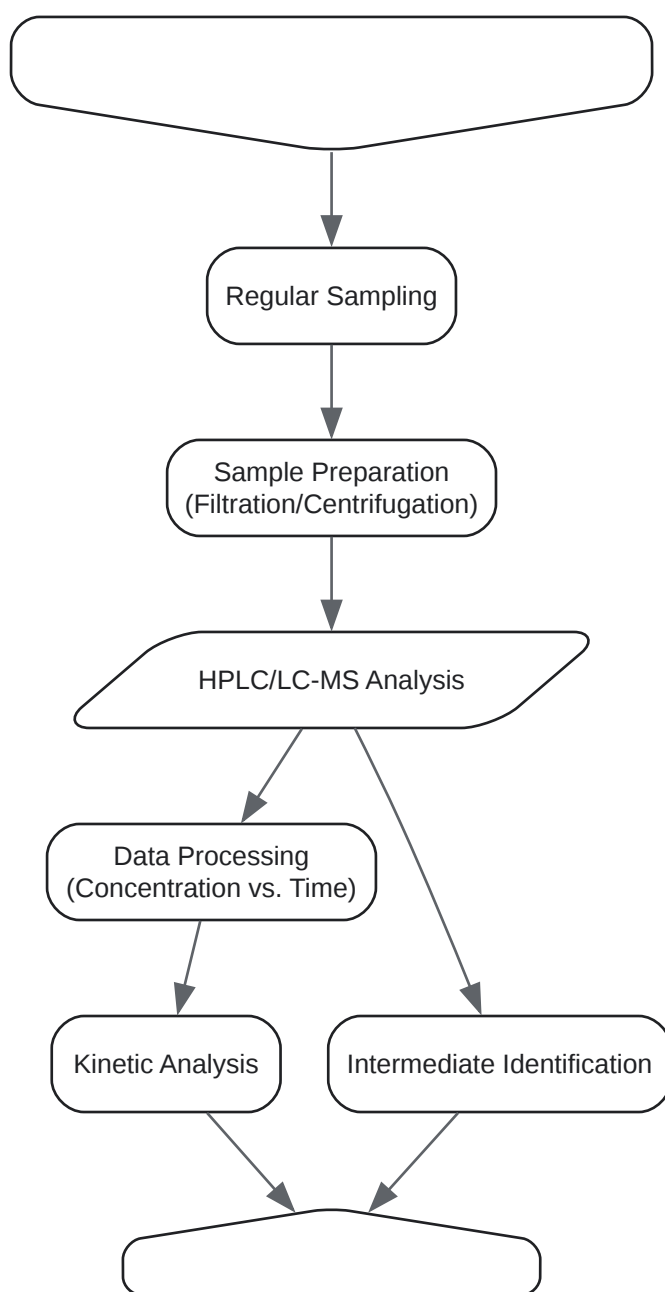 Regular Sampling
Sample Preparation
(Filtration/Centrifugation)
HPLC/LC-MS Analysis
Data Processing
(Concentration vs. Time)
Kinetic Analysis
Intermediate Identification